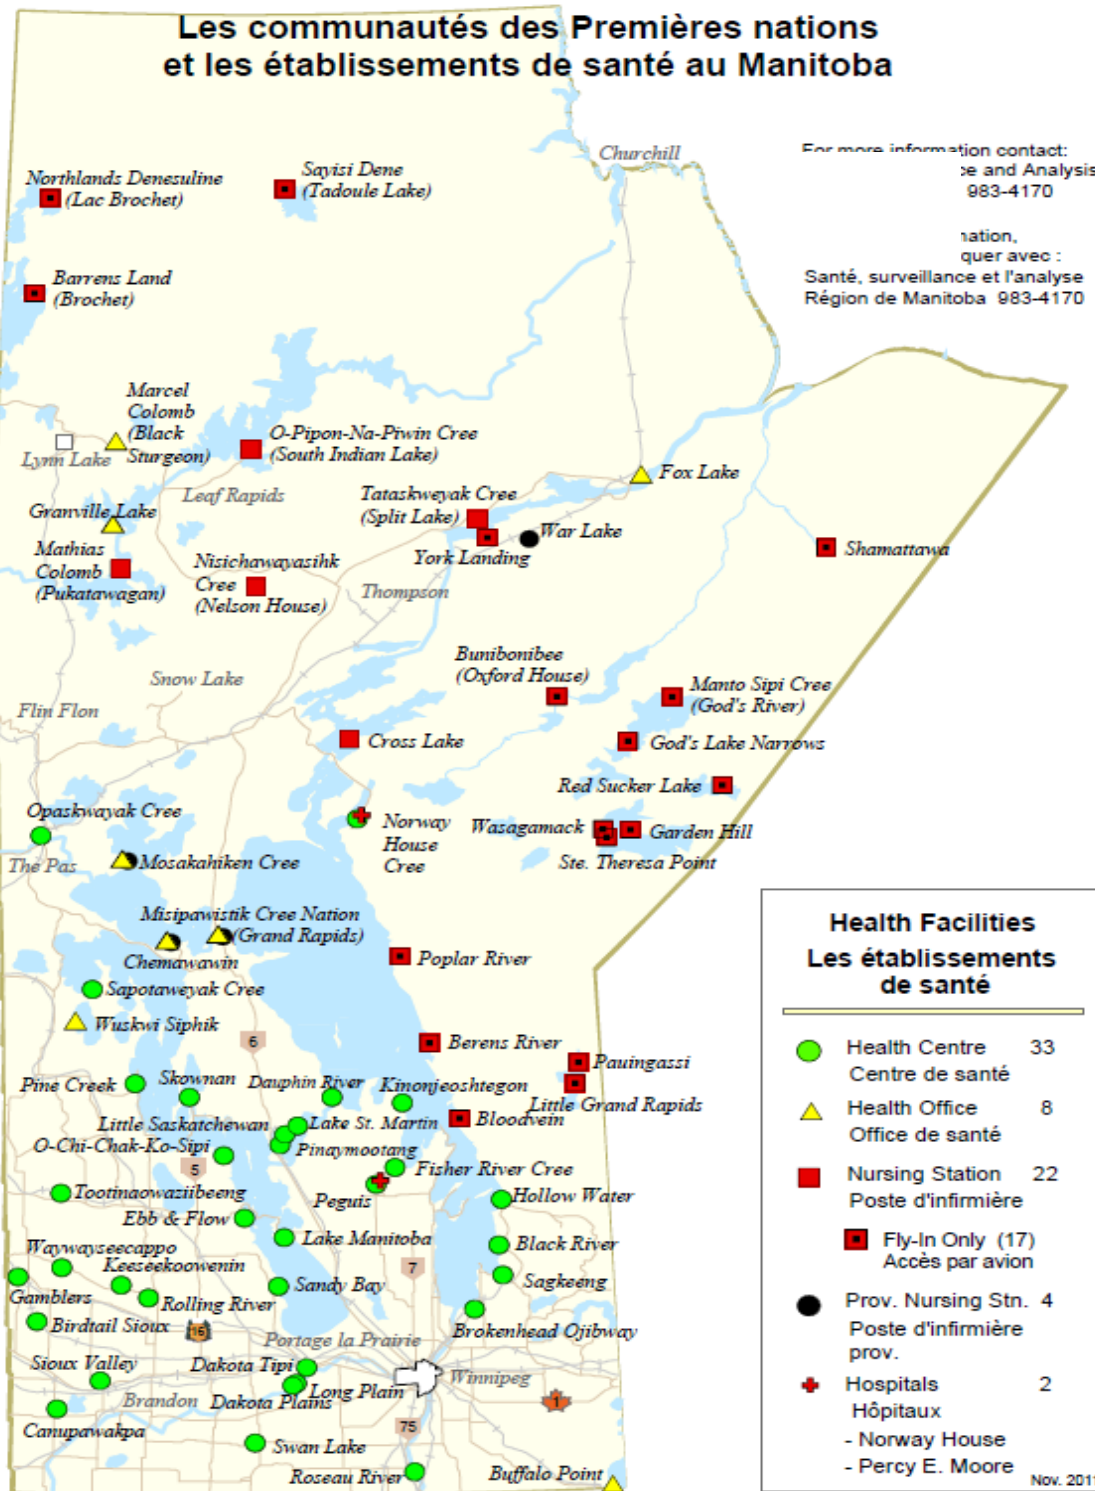 Les communautés des Premières nations
et les établissements de santé au Manitoba
For more information contact:
ce and Analysis
983-4170
nation,
quer avec :
Santé, surveillance et l'analyse
Région de Manitoba 983-4170
Churchill
Northlands Denesuline
(Lac Brochet)
Sayisi Dene
(Tadoule Lake)
Barrens Land
(Brochet)
Marcel
Colomb
(Black
Sturgeon)
Lynn Lake
O-Pipon-Na-Piwin Cree
(South Indian Lake)
Leaf Rapids
Fox Lake
Granville Lake
Tataskweyak Cree
(Split Lake)
War Lake
York Landing
Shamattawa
Mathias
Colomb
(Pukatawagan)
Nisichawayasihk
Cree
(Nelson House)
Thompson
Bunibonibee
(Oxford House)
Snow Lake
Manto Sipi Cree
(God's River)
Flin Flon
Cross Lake
God's Lake Narrows
Red Sucker Lake
Opaskwayak Cree
Norway
House
Cree
Wasagamack
Garden Hill
Ste. Theresa Point
The Pas
Mosakahiken Cree
Misipawistik Cree Nation
(Grand Rapids)
Chemawawin
Poplar River
Sapotaweyak Cree
Wuskwi Siphik
6
Berens River
Pauingassi
Pine Creek
Skownan
Dauphin River
Kinonjeoshtegon
Little Grand Rapids
Little Saskatchewan
Lake St. Martin
Bloodvein
O-Chi-Chak-Ko-Sipi
Pinaymootang
5
Fisher River Cree
Tootinaowaziibeeng
Peguis
Hollow Water
Ebb & Flow
Lake Manitoba
Black River
Waywayseecappo
Keeseekoowenin
7
Sagkeeng
Gamblers
Rolling River
Sandy Bay
Birdtail Sioux
16
Portage la Prairie
Brokenhead Ojibway
Sioux Valley
Dakota Tipi
Winnipeg
Brandon
Dakota Plains
Long Plain
1
Canupawakpa
75
Swan Lake
Roseau River
Buffalo Point
Health Facilities
Les établissements
de santé
Health Centre 33
Centre de santé
Health Office 8
Office de santé
Nursing Station 22
Poste d'infirmière
Fly-In Only (17)
Accès par avion
Prov. Nursing Stn. 4
Poste d'infirmière
prov.
Hospitals 2
Hôpitaux
- Norway House
- Percy E. Moore
Nov. 2011